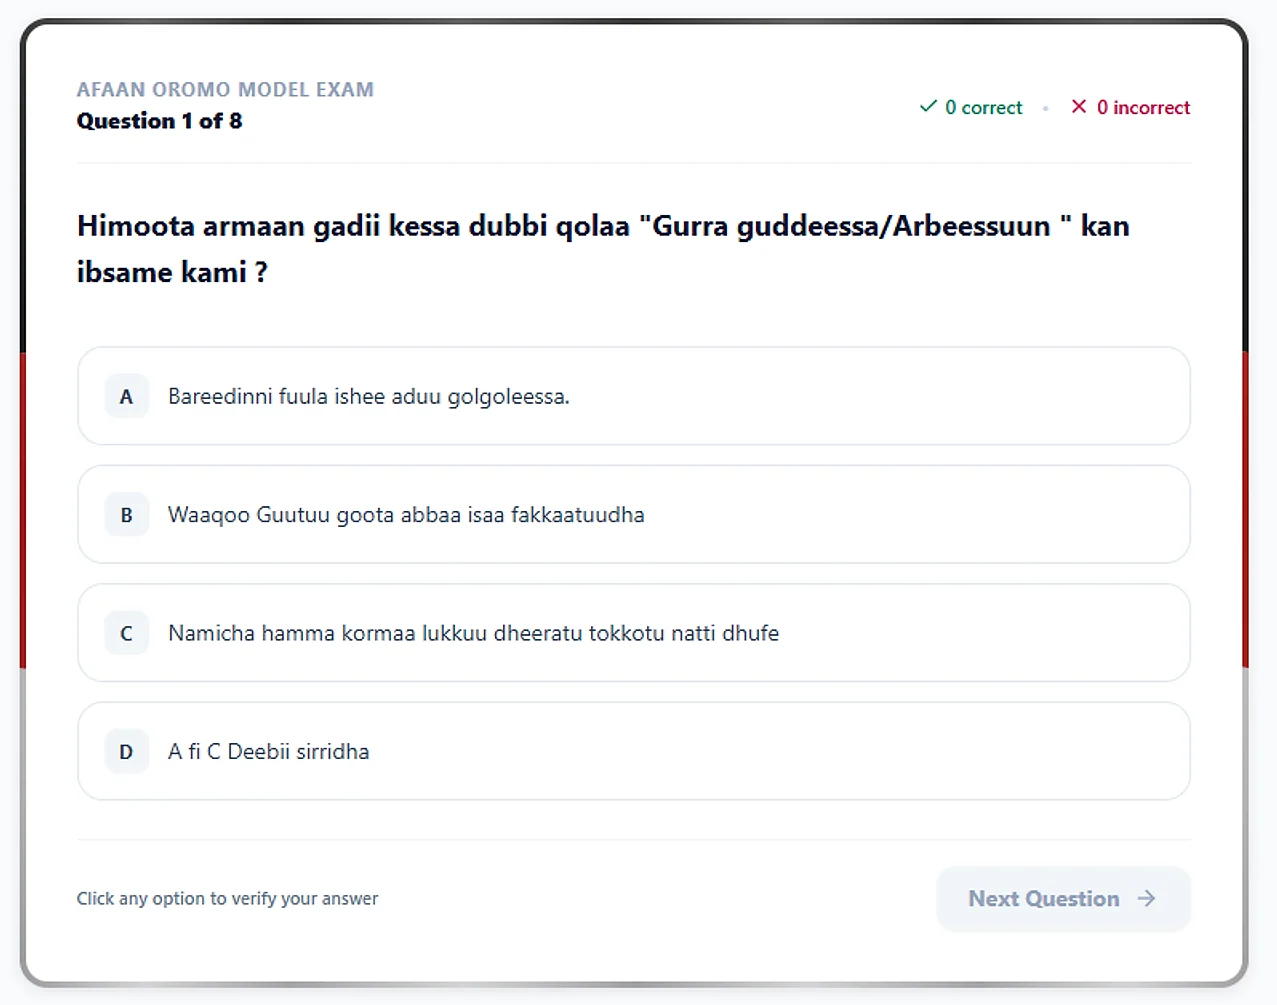 AFAAN OROMO MODEL EXAM
Question 1 of 8
0 correct
0 incorrect
Himoota armaan gadii kessa dubbi qolaa "Gurra guddeessa/Arbeessuun " kan
ibsame kami ?
A Bareedinni fuula ishee aduu golgoleessa.
B Waaqoo Guutuu goota abbaa isaa fakkaatuudha
C Namicha hamma kormaa lukkuu dheeratu tokkotu natti dhufe
D A fi C Deebii sirridha
Click any option to verify your answer
Next Question